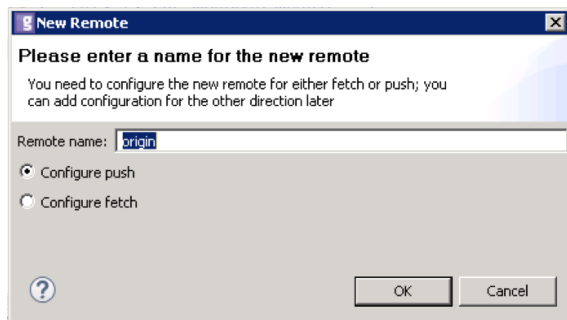 New Remote
Please enter a name for the new remote
You need to configure the new remote for either fetch or push; you
can add configuration for the other direction later
Remote name: origin
Configure push
Configure fetch
OK Cancel